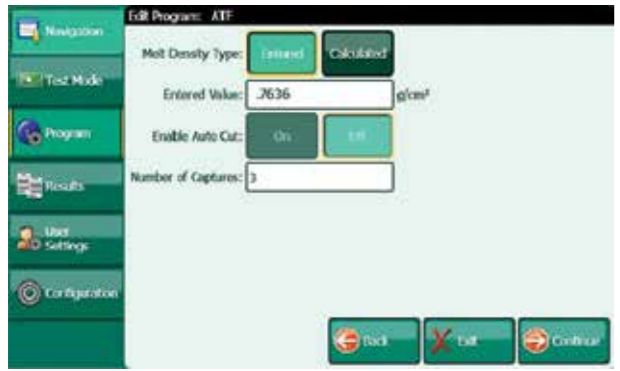 Edit Program: ATF
Navigation
Test Mode
Program
Results
User
Settings
Configuration
Melt Density Type: Entered Calculated
Entered Value: .7636 g/cm³
Enable Auto Cut: On Off
Number of Captures: 3
Back Exit Continue